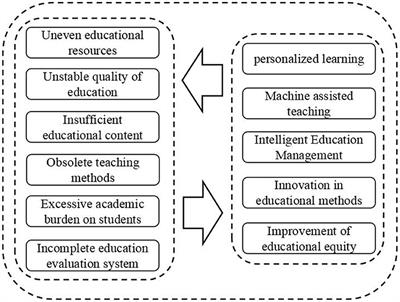 Uneven educational
resources
Unstable quality of
education
Insufficient
educational content
Obsolete teaching
methods
Excessive academic
burden on students
Incomplete education
evaluation system
personalized learning
Machine assisted
teaching
Intelligent Education
Management
Innovation in
educational methods
Improvement of
educational equity